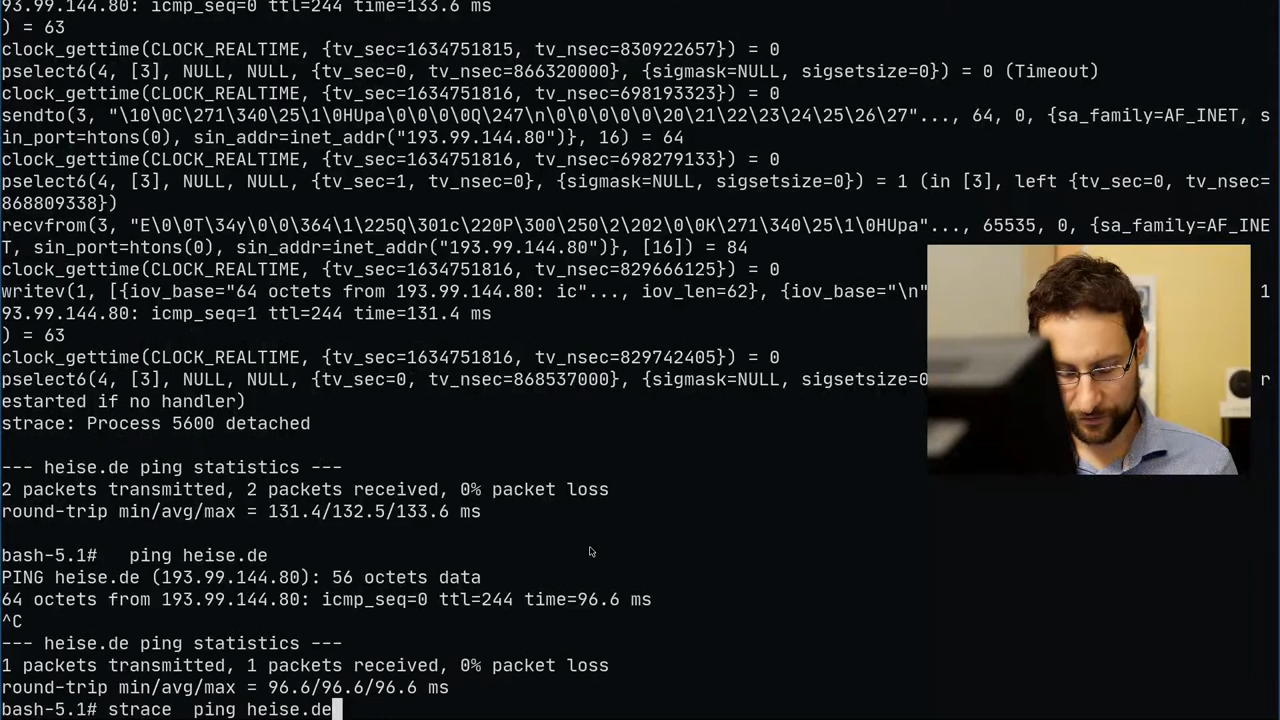 93.99.144.80: icmp_seq=0 ttl=244 time=133.6 ms
) = 63
clock_gettime(CLOCK_REALTIME, {tv_sec=1634751815, tv_nsec=830922657}) = 0
pselect6(4, [3], NULL, NULL, {tv_sec=0, tv_nsec=866320000}, {sigmask=NULL, sigsetsize=0}) = 0 (Timeout)
clock_gettime(CLOCK_REALTIME, {tv_sec=1634751816, tv_nsec=698193323}) = 0
sendto(3, "\10\0C\271\340\25\1\0HUpa\0\0\0\0Q\247\n\0\0\0\0\0\20\21\22\23\24\25\26\27"..., 64, 0, {sa_family=AF_INET, s
in_port=htons(0), sin_addr=inet_addr("193.99.144.80")}, 16) = 64
clock_gettime(CLOCK_REALTIME, {tv_sec=1634751816, tv_nsec=698279133}) = 0
pselect6(4, [3], NULL, NULL, {tv_sec=1, tv_nsec=0}, {sigmask=NULL, sigsetsize=0}) = 1 (in [3], left {tv_sec=0, tv_nsec=
868809338})
recvfrom(3, "E\0\0T\34y\0\0\364\1\225Q\301c\220P\300\250\2\202\0\0K\271\340\25\1\0HUpa"..., 65535, 0, {sa_family=AF_INE
T, sin_port=htons(0), sin_addr=inet_addr("193.99.144.80")}, [16]) = 84
clock_gettime(CLOCK_REALTIME, {tv_sec=1634751816, tv_nsec=829666125}) = 0
writev(1, [{iov_base="64 octets from 193.99.144.80: ic"..., iov_len=62}, {iov_base="\n" 1
93.99.144.80: icmp_seq=1 ttl=244 time=131.4 ms
) = 63
clock_gettime(CLOCK_REALTIME, {tv_sec=1634751816, tv_nsec=829742405}) = 0
pselect6(4, [3], NULL, NULL, {tv_sec=0, tv_nsec=868537000}, {sigmask=NULL, sigsetsize=0 r
estarted if no handler)
strace: Process 5600 detached
--- heise.de ping statistics ---
2 packets transmitted, 2 packets received, 0% packet loss
round-trip min/avg/max = 131.4/132.5/133.6 ms
bash-5.1#   ping heise.de
PING heise.de (193.99.144.80): 56 octets data
64 octets from 193.99.144.80: icmp_seq=0 ttl=244 time=96.6 ms
^C
--- heise.de ping statistics ---
1 packets transmitted, 1 packets received, 0% packet loss
round-trip min/avg/max = 96.6/96.6/96.6 ms
bash-5.1# strace  ping heise.de